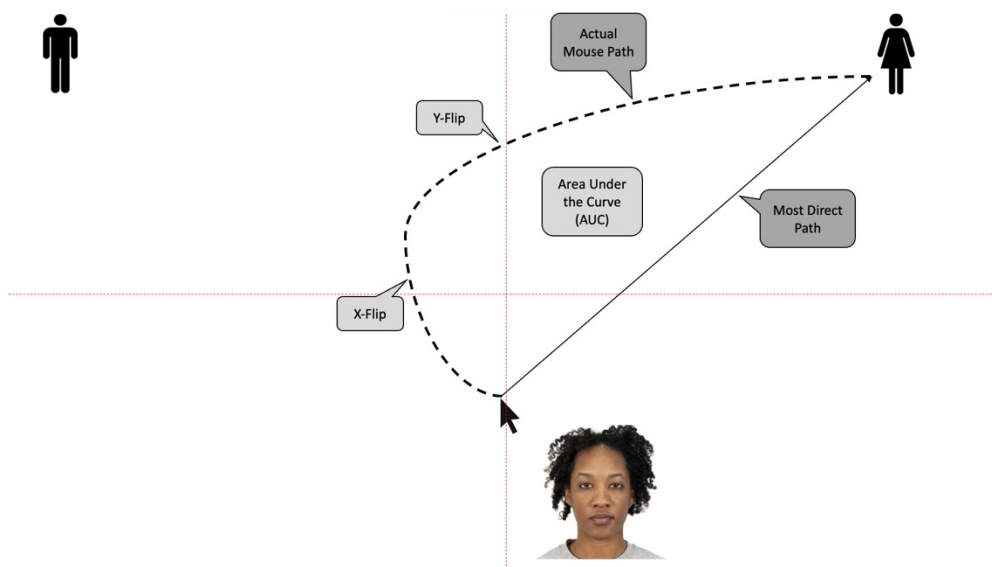 Actual
Mouse Path
Y-Flip
Area Under
the Curve
(AUC)
Most Direct
Path
X-Flip